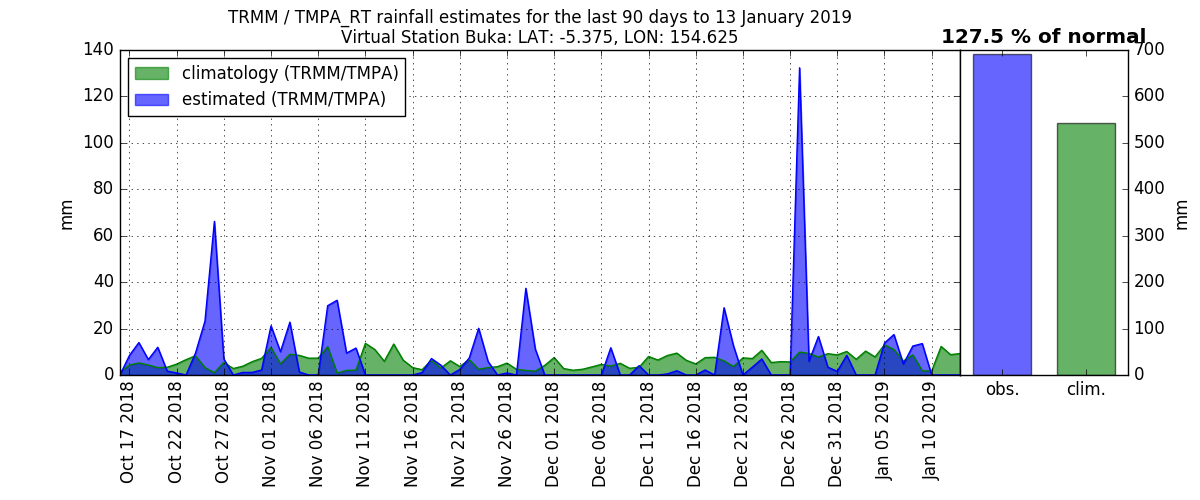 TRMM / TMPA_RT rainfall estimates for the last 90 days to 13 January 2019
Virtual Station Buka: LAT: -5.375, LON: 154.625
127.5 % of normal
climatology (TRMM/TMPA)
estimated (TRMM/TMPA)
140
120
100
80
60
40
20
0
mm
700
600
500
400
300
200
100
0
mm
Oct 17 2018
Oct 22 2018
Oct 27 2018
Nov 01 2018
Nov 06 2018
Nov 11 2018
Nov 16 2018
Nov 21 2018
Nov 26 2018
Dec 01 2018
Dec 06 2018
Dec 11 2018
Dec 16 2018
Dec 21 2018
Dec 26 2018
Dec 31 2018
Jan 05 2019
Jan 10 2019
obs.
clim.